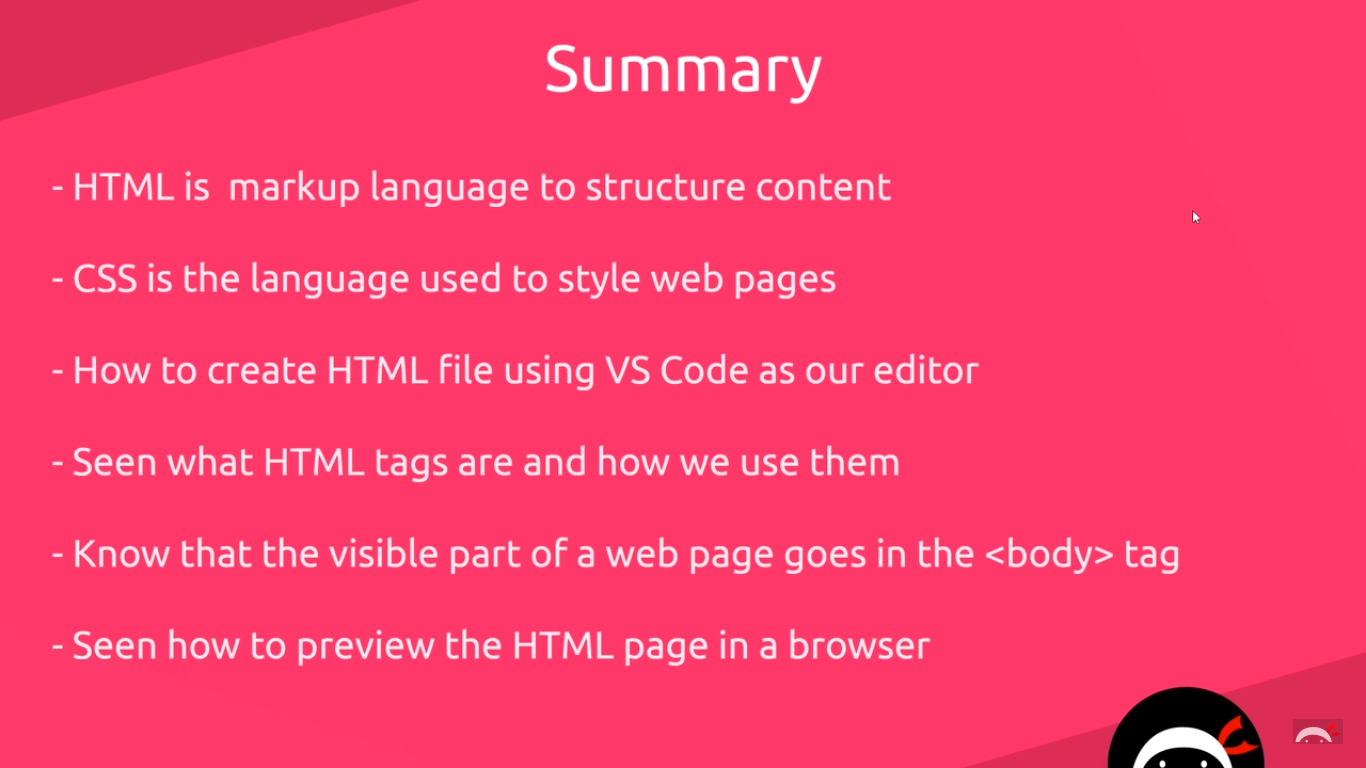 Summary
- HTML is  markup language to structure content
- CSS is the language used to style web pages
- How to create HTML file using VS Code as our editor
- Seen what HTML tags are and how we use them
- Know that the visible part of a web page goes in the <body> tag
- Seen how to preview the HTML page in a browser